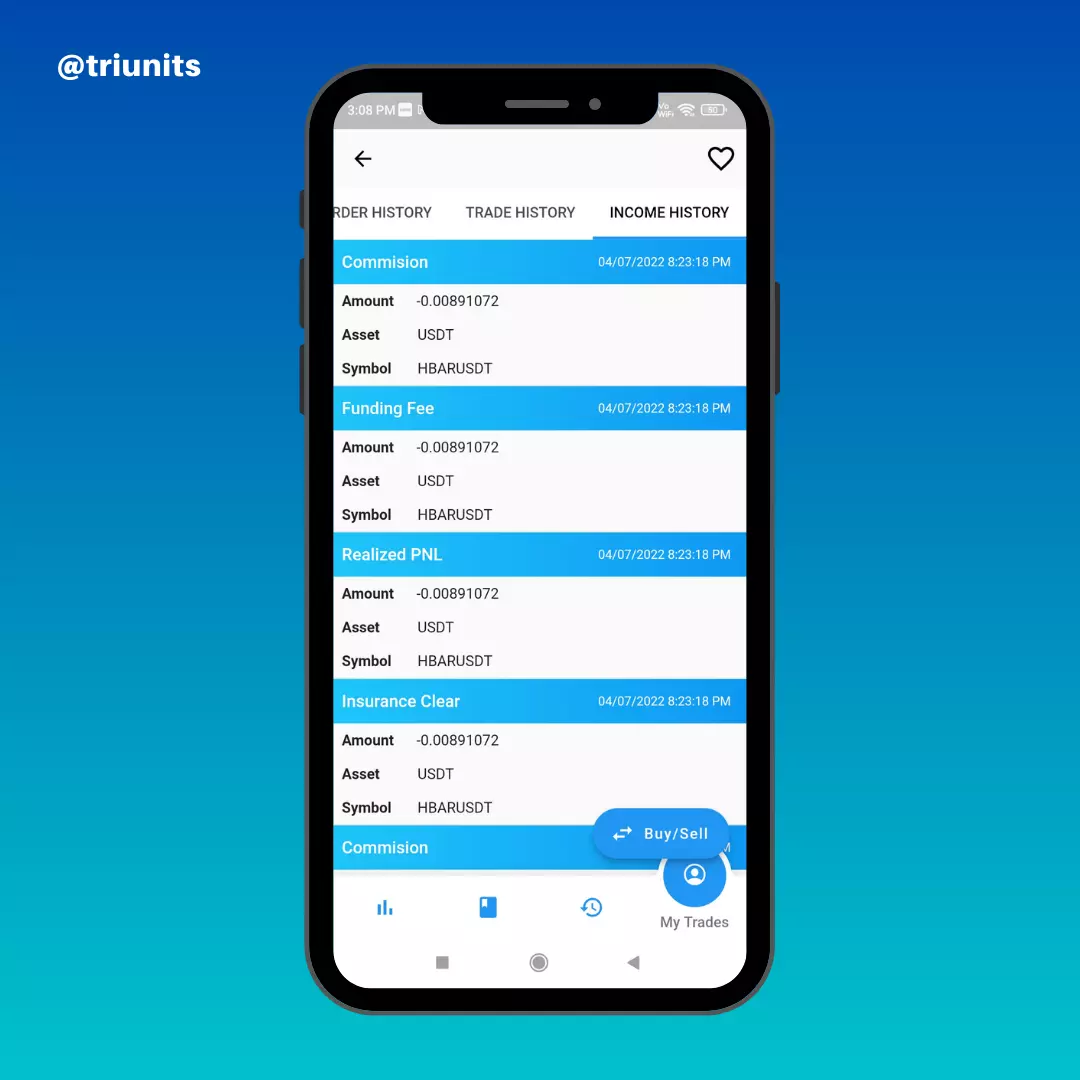 @triunits
3:08 PM
Vo
WiFi
50
RDER HISTORY TRADE HISTORY INCOME HISTORY
Commision 04/07/2022 8:23:18 PM
Amount -0.00891072
Asset USDT
Symbol HBARUSDT
Funding Fee 04/07/2022 8:23:18 PM
Amount -0.00891072
Asset USDT
Symbol HBARUSDT
Realized PNL 04/07/2022 8:23:18 PM
Amount -0.00891072
Asset USDT
Symbol HBARUSDT
Insurance Clear 04/07/2022 8:23:18 PM
Amount -0.00891072
Asset USDT
Symbol HBARUSDT
Buy/Sell
Commision
My Trades